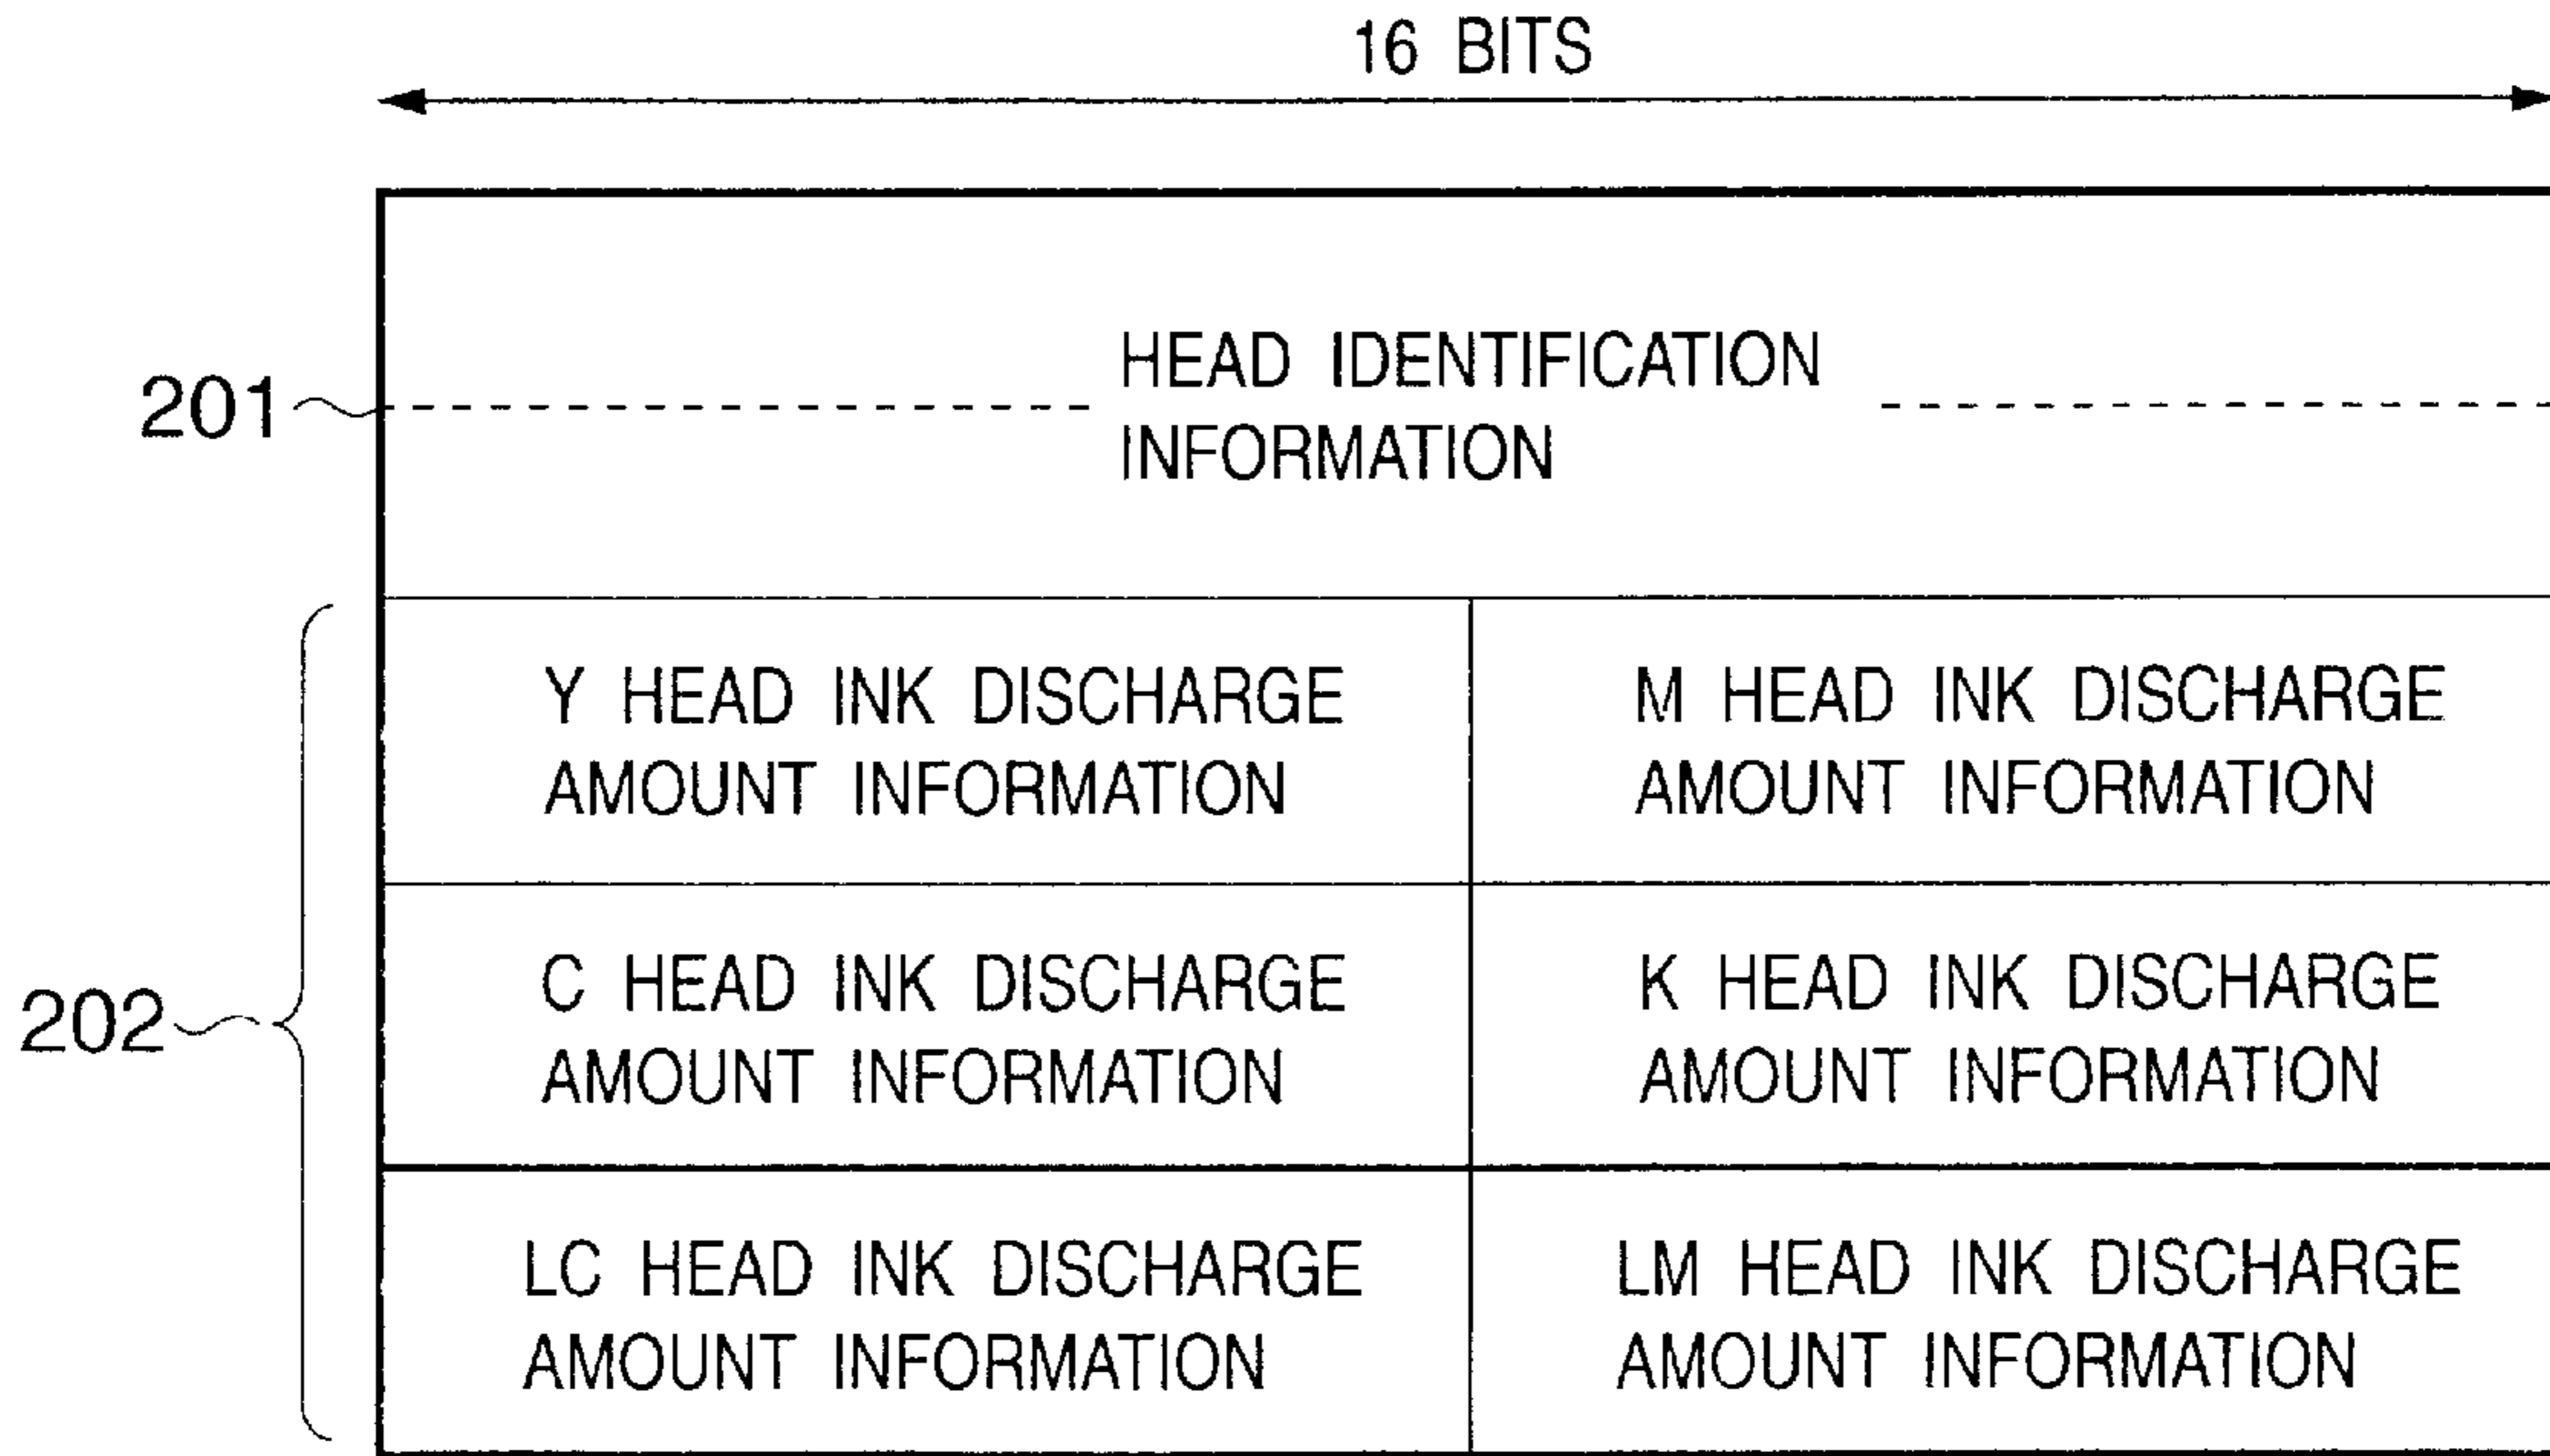 16 BITS
201
HEAD IDENTIFICATION
INFORMATION
202
Y HEAD INK DISCHARGE
AMOUNT INFORMATION
M HEAD INK DISCHARGE
AMOUNT INFORMATION
C HEAD INK DISCHARGE
AMOUNT INFORMATION
K HEAD INK DISCHARGE
AMOUNT INFORMATION
LC HEAD INK DISCHARGE
AMOUNT INFORMATION
LM HEAD INK DISCHARGE
AMOUNT INFORMATION